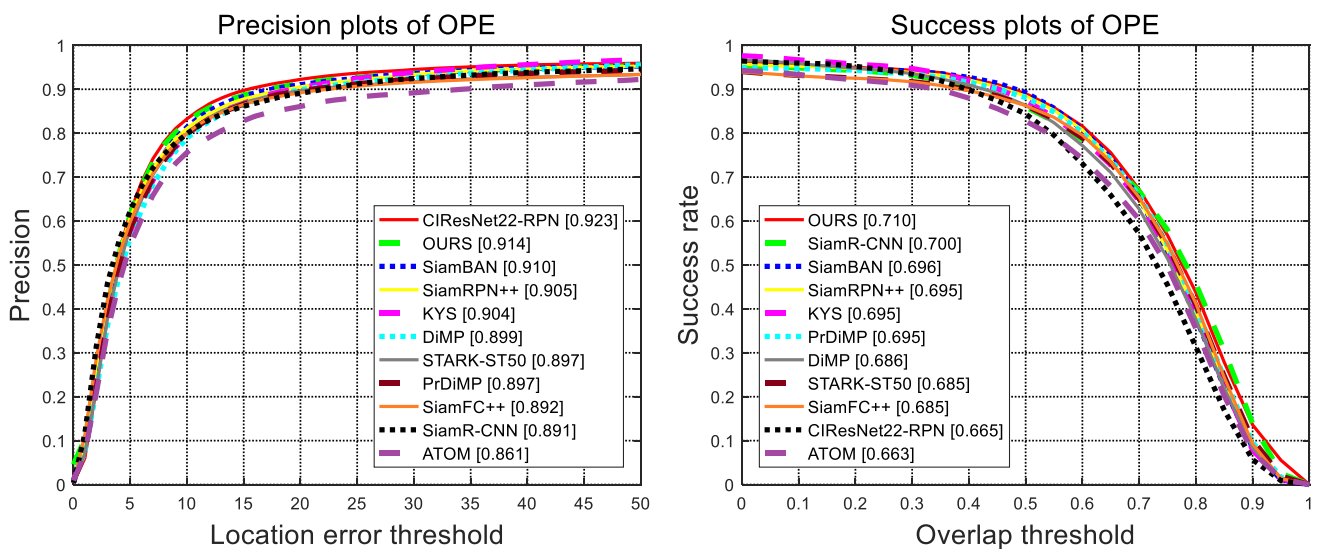 Precision plots of OPE
1
0.9
0.8
0.7
0.6
0.5
0.4
0.3
0.2
0.1
0
Precision
CIResNet22-RPN [0.923]
OURS [0.914]
SiamBAN [0.910]
SiamRPN++ [0.905]
KYS [0.904]
DiMP [0.899]
STARK-ST50 [0.897]
PrDiMP [0.897]
SiamFC++ [0.892]
SiamR-CNN [0.891]
ATOM [0.861]
0 5 10 15 20 25 30 35 40 45 50
Location error threshold
Success plots of OPE
1
0.9
0.8
0.7
0.6
0.5
0.4
0.3
0.2
0.1
0
Success rate
OURS [0.710]
SiamR-CNN [0.700]
SiamBAN [0.696]
SiamRPN++ [0.695]
KYS [0.695]
PrDiMP [0.695]
DiMP [0.686]
STARK-ST50 [0.685]
SiamFC++ [0.685]
CIResNet22-RPN [0.665]
ATOM [0.663]
0 0.1 0.2 0.3 0.4 0.5 0.6 0.7 0.8 0.9 1
Overlap threshold